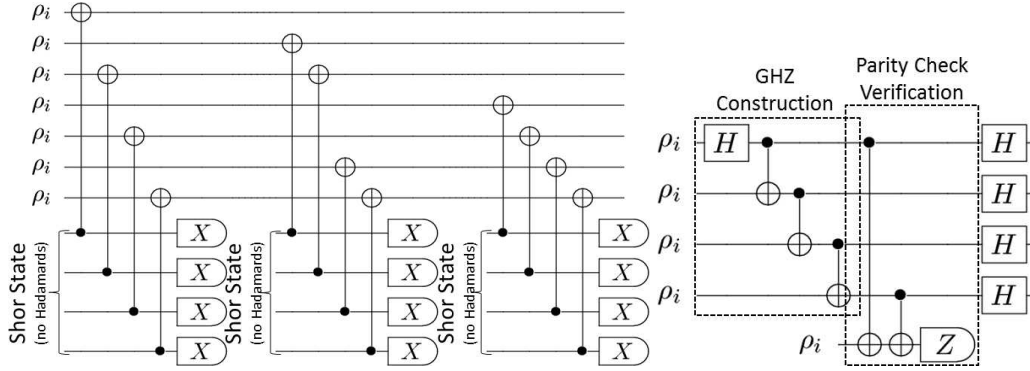 ρi
ρi
ρi
ρi
ρi
ρi
ρi
Shor State
(no Hadamards)
X
X
X
X
Shor State
(no Hadamards)
X
X
X
X
Shor State
(no Hadamards)
X
X
X
X
GHZ
Construction
Parity Check
Verification
ρi H H
ρi H
ρi H
ρi H
ρi Z